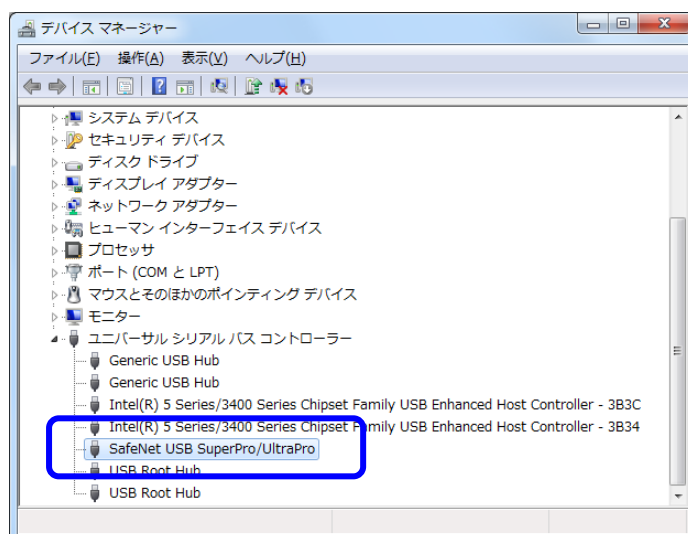 デバイス マネージャー
ファイル(F) 操作(A) 表示(V) ヘルプ(H)
システム デバイス
セキュリティ デバイス
ディスク ドライブ
ディスプレイ アダプター
ネットワーク アダプター
ヒューマン インターフェイス デバイス
プロセッサ
ポート (COM と LPT)
マウスとそのほかのポインティング デバイス
モニター
ユニバーサル シリアル バス コントローラー
Generic USB Hub
Generic USB Hub
Intel(R) 5 Series/3400 Series Chipset Family USB Enhanced Host Controller - 3B3C
Intel(R) 5 Series/3400 Series Chipset Family USB Enhanced Host Controller - 3B34
SafeNet USB SuperPro/UltraPro
USB Root Hub
USB Root Hub